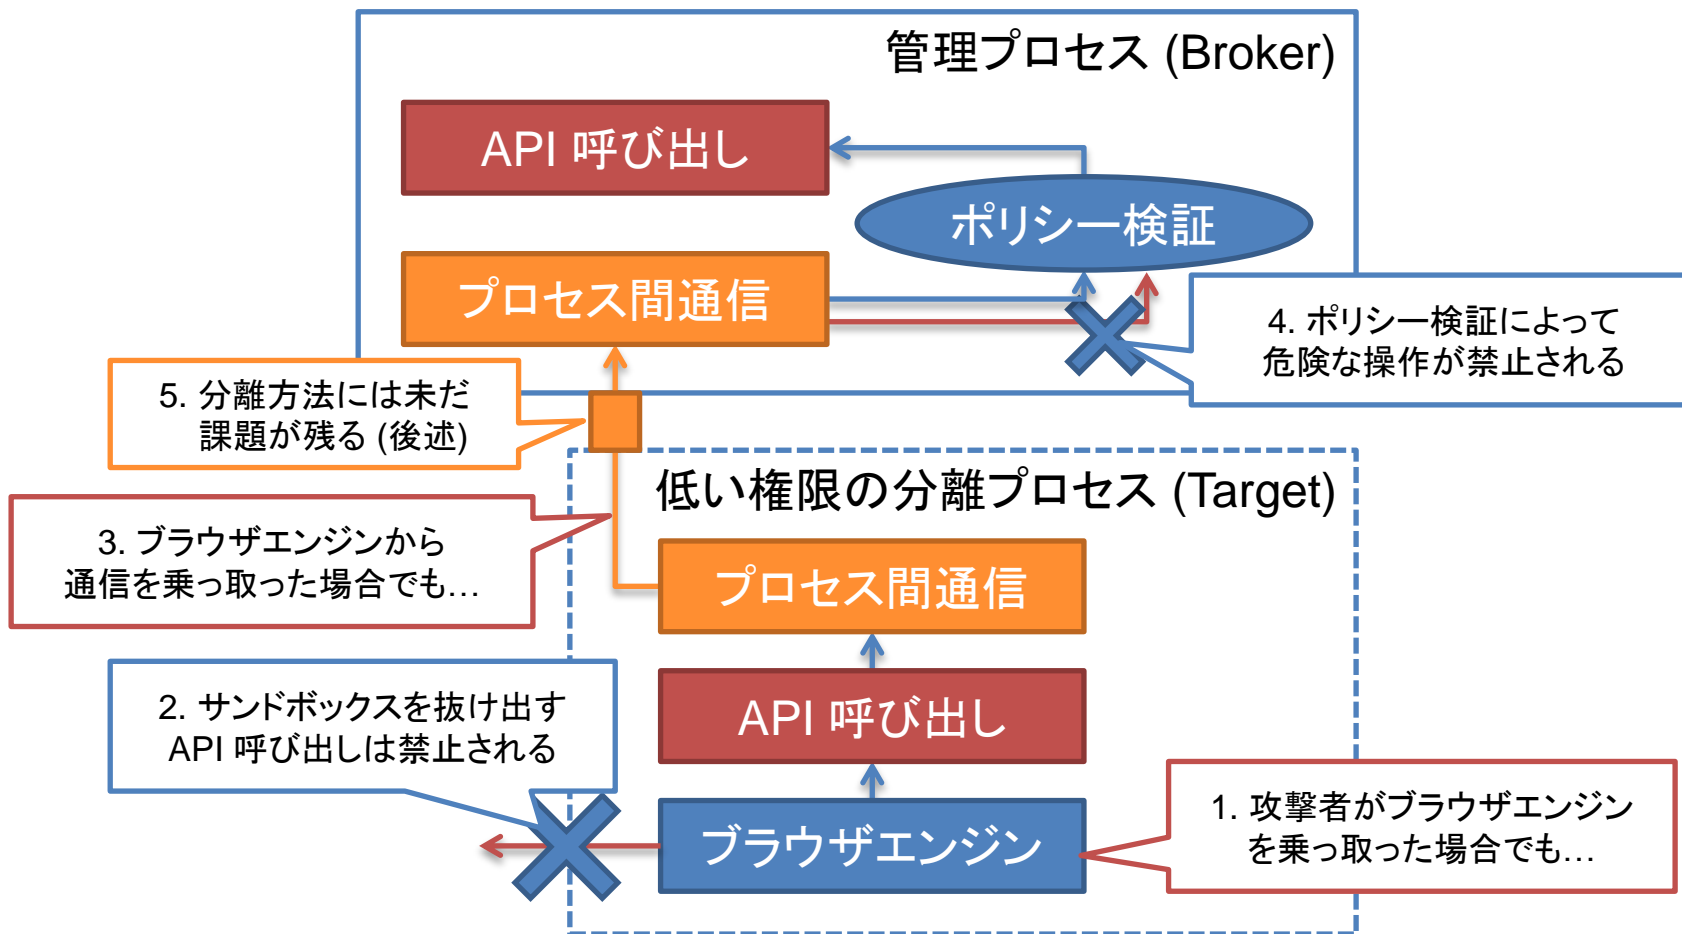 管理プロセス (Broker)
API 呼び出し
ポリシー検証
プロセス間通信
4. ポリシー検証によって
危険な操作が禁止される
5. 分離方法には未だ
課題が残る (後述)
低い権限の分離プロセス (Target)
3. ブラウザエンジンから
通信を乗っ取った場合でも…
プロセス間通信
2. サンドボックスを抜け出す
API 呼び出しは禁止される
API 呼び出し
1. 攻撃者がブラウザエンジン
を乗っ取った場合でも…
ブラウザエンジン